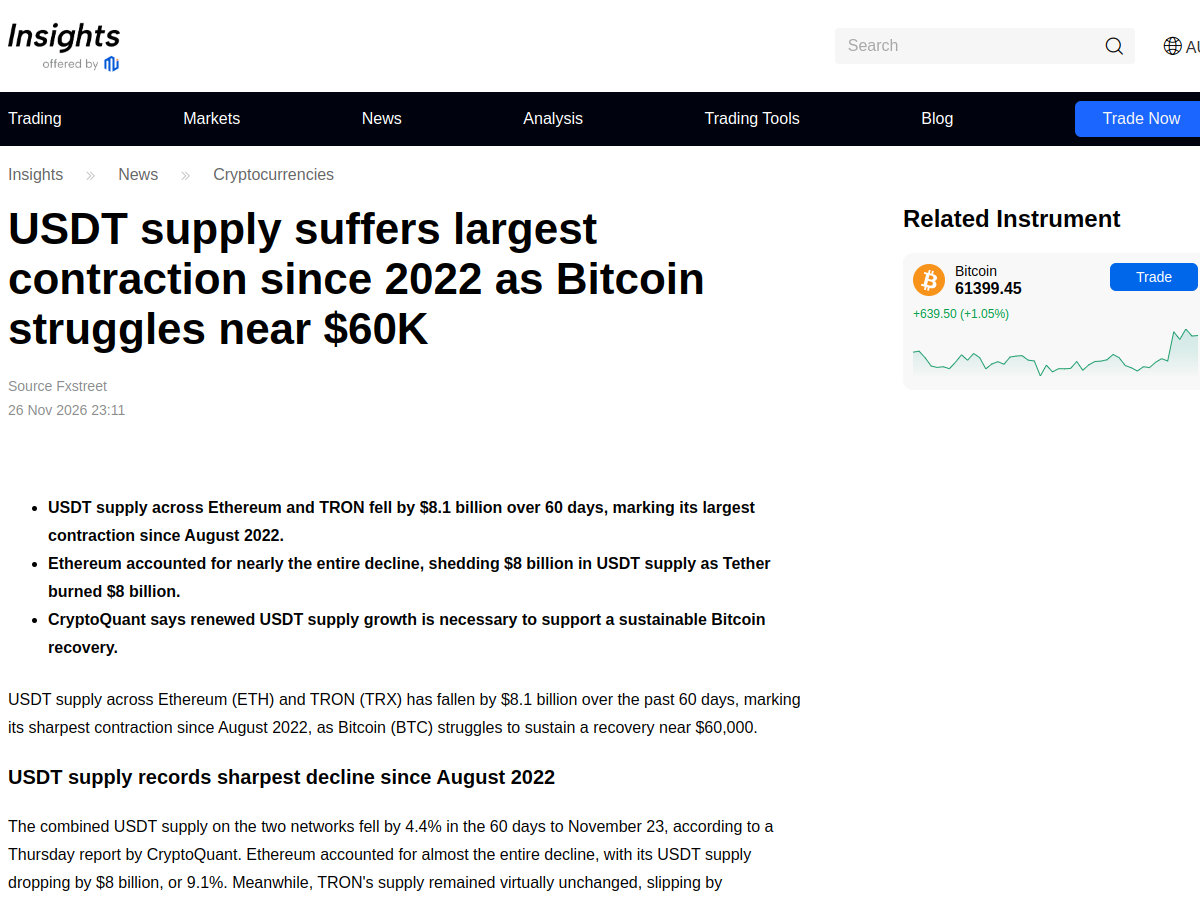 Insights
offered by
Search
AU
Trading
Markets
News
Analysis
Trading Tools
Blog
Trade Now
Insights » News » Cryptocurrencies
USDT supply suffers largest
contraction since 2022 as Bitcoin
struggles near $60K
Source Fxstreet
26 Nov 2026 23:11
Related Instrument
Bitcoin
61399.45
Trade
+639.50 (+1.05%)
• USDT supply across Ethereum and TRON fell by $8.1 billion over 60 days, marking its largest
contraction since August 2022.
• Ethereum accounted for nearly the entire decline, shedding $8 billion in USDT supply as Tether
burned $8 billion.
• CryptoQuant says renewed USDT supply growth is necessary to support a sustainable Bitcoin
recovery.
USDT supply across Ethereum (ETH) and TRON (TRX) has fallen by $8.1 billion over the past 60 days, marking
its sharpest contraction since August 2022, as Bitcoin (BTC) struggles to sustain a recovery near $60,000.
USDT supply records sharpest decline since August 2022
The combined USDT supply on the two networks fell by 4.4% in the 60 days to November 23, according to a
Thursday report by CryptoQuant. Ethereum accounted for almost the entire decline, with its USDT supply
dropping by $8 billion, or 9.1%. Meanwhile, TRON's supply remained virtually unchanged, slipping by